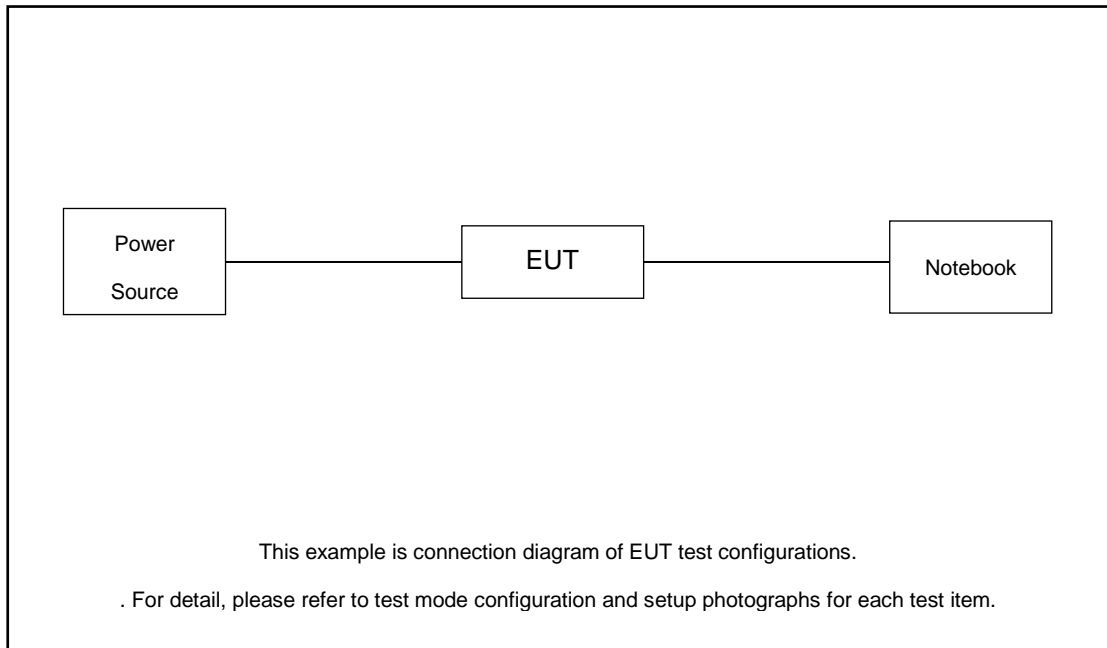 Power
Source
EUT
Notebook
This example is connection diagram of EUT test configurations.
. For detail, please refer to test mode configuration and setup photographs for each test item.